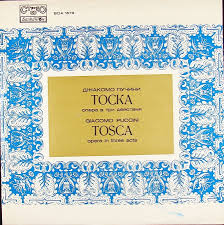 ДЖАКОМО ПУЧИНИ
ТОСКА
опера в три действия
GIACOMO PUCCINI
TOSCA
opera in three acts